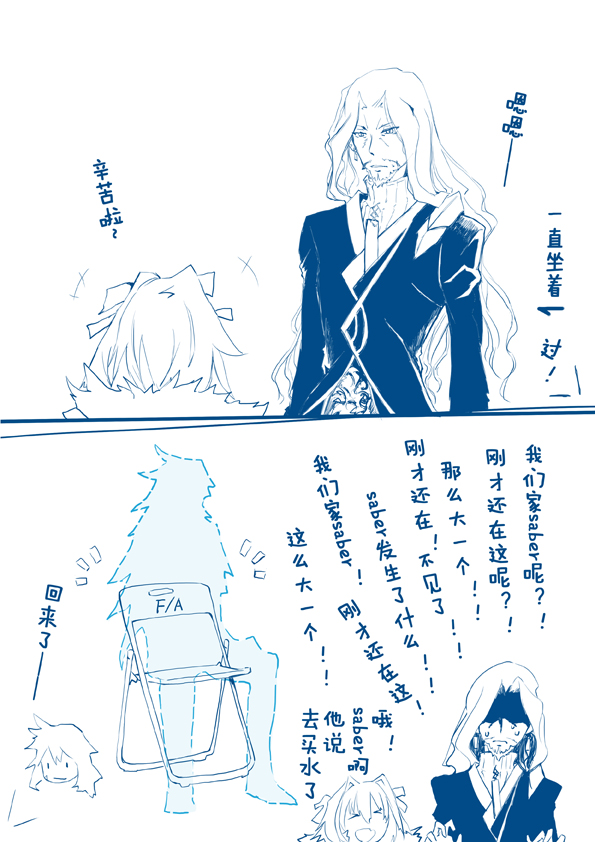 一直坐着
过！
嗯嗯——
辛苦啦~
我们家saber呢？！
刚才还在这呢？！
那么大一个！！
刚才还在！不见了！！
saber发生了什么！！
刚才还在这！
我们家saber！
这么大一个！！
哦！
saber啊
他说
去买水了
F/A
回来了——